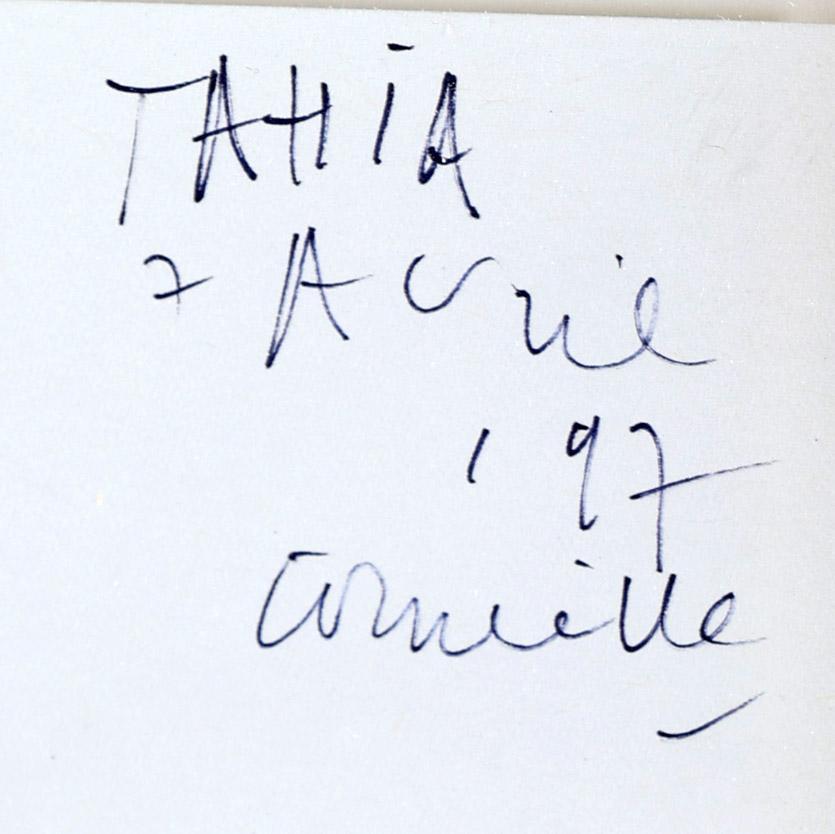 TAHIA
7 Avril
'97
Corneille